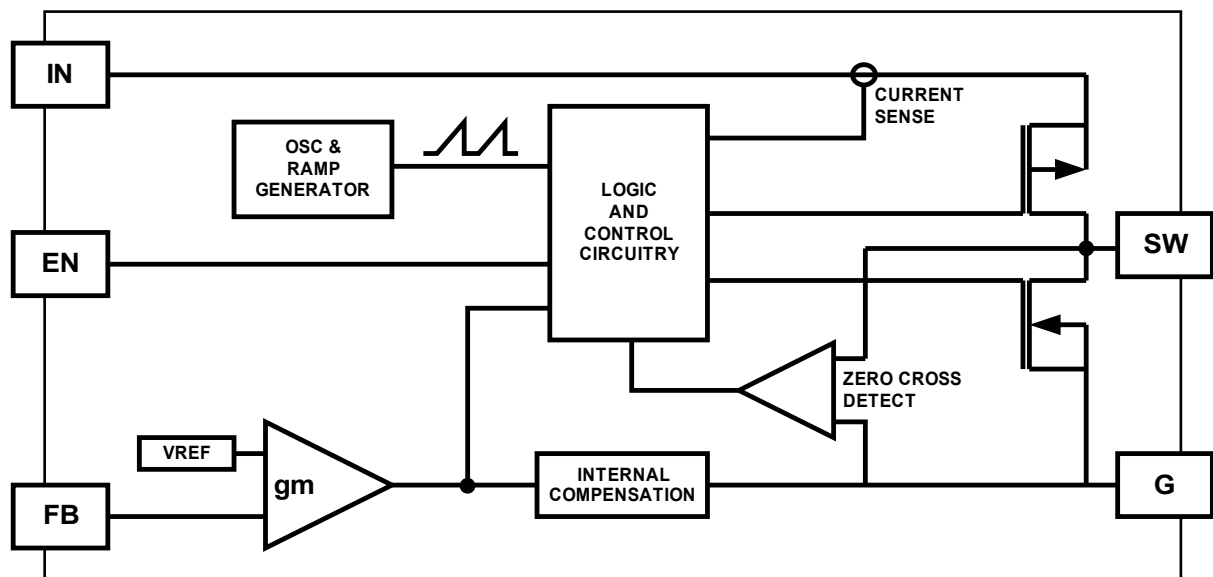 IN
CURRENT
SENSE
OSC &
RAMP
GENERATOR
LOGIC
AND
CONTROL
CIRCUITRY
EN
SW
ZERO CROSS
DETECT
VREF
gm
INTERNAL
COMPENSATION
FB
G